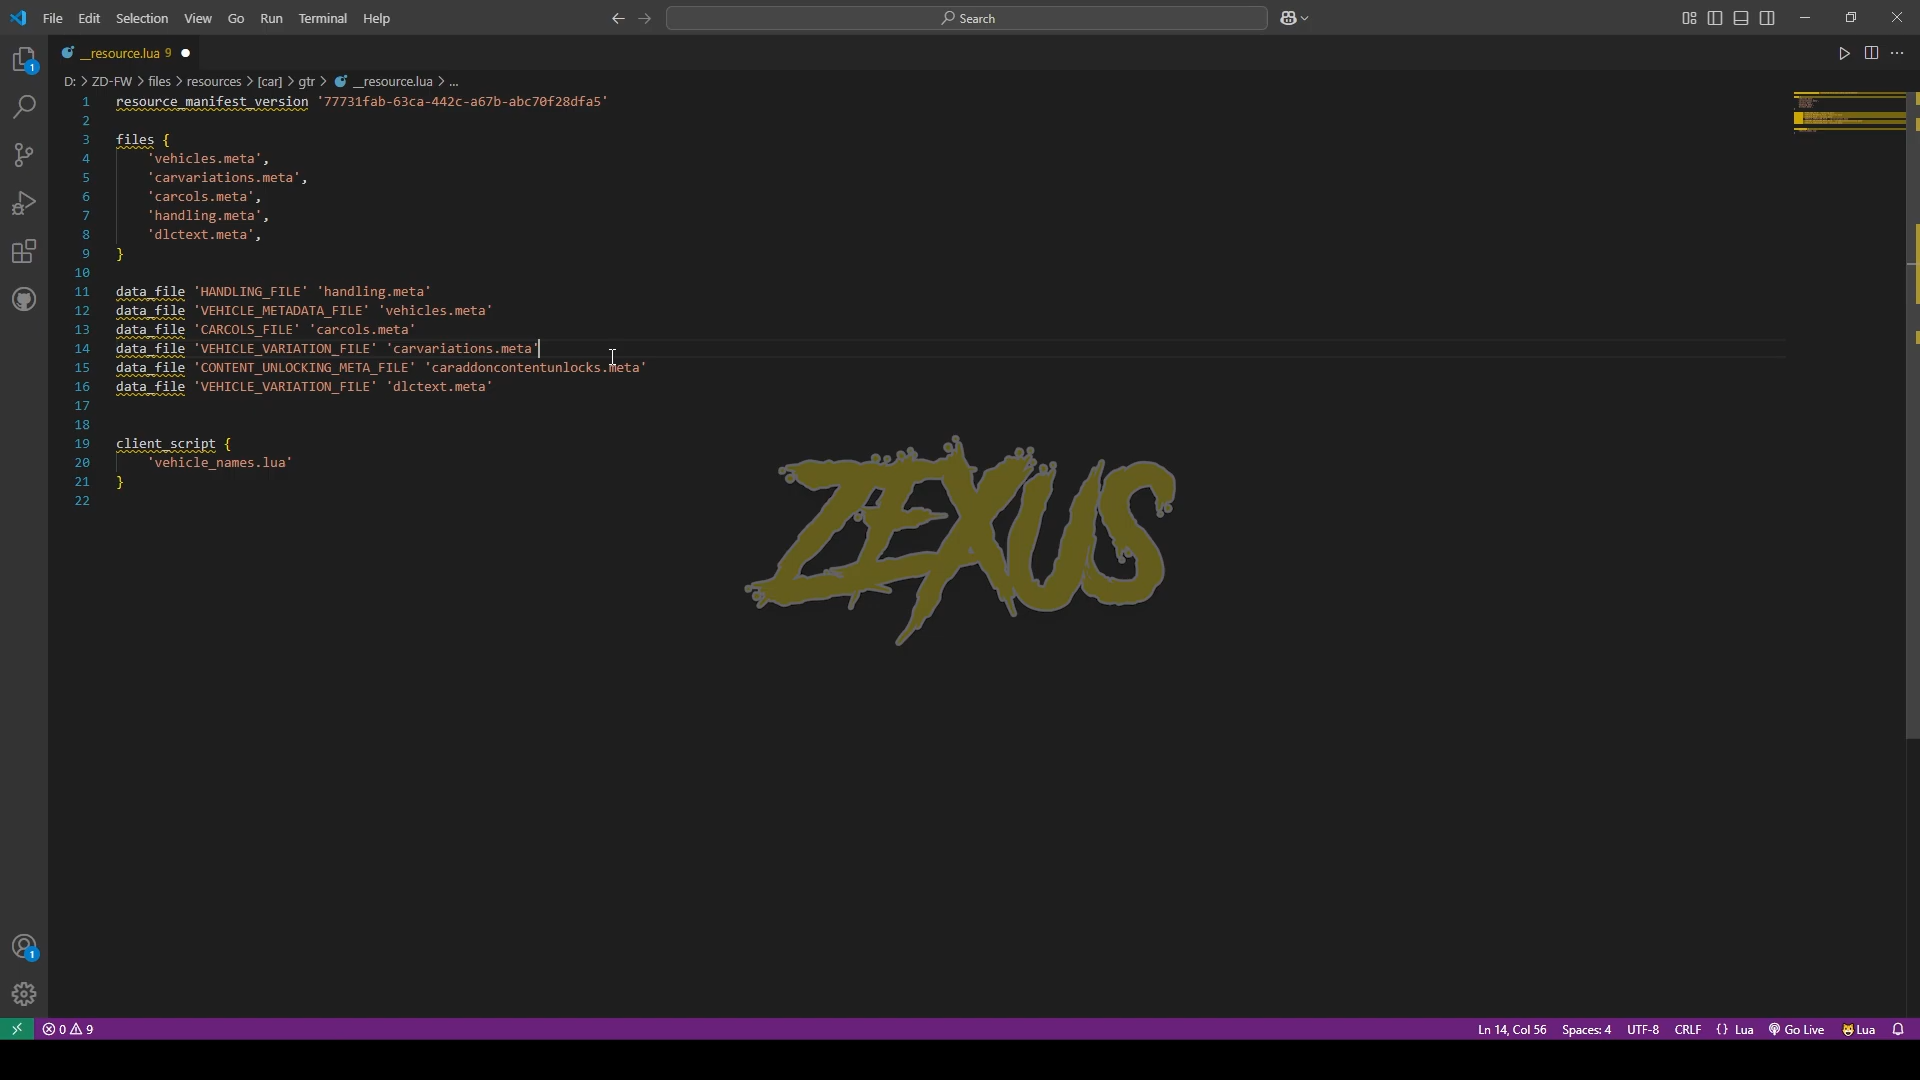 File Edit Selection View Go Run Terminal Help
Search
__resource.lua 9
D: > ZD-FW > files > resources > [car] > gtr > __resource.lua > ...
1 resource_manifest_version '77731fab-63ca-442c-a67b-abc70f28dfa5'
2
3 files {
4     'vehicles.meta',
5     'carvariations.meta',
6     'carcols.meta',
7     'handling.meta',
8     'dlctext.meta',
9 }
10
11 data_file 'HANDLING_FILE' 'handling.meta'
12 data_file 'VEHICLE_METADATA_FILE' 'vehicles.meta'
13 data_file 'CARCOLS_FILE' 'carcols.meta'
14 data_file 'VEHICLE_VARIATION_FILE' 'carvariations.meta'
15 data_file 'CONTENT_UNLOCKING_META_FILE' 'caraddoncontentunlocks.meta'
16 data_file 'VEHICLE_VARIATION_FILE' 'dlctext.meta'
17
18
19 client_script {
20     'vehicle_names.lua'
21 }
22
ZEXUS
1
1
0 9 Ln 14, Col 56 Spaces: 4 UTF-8 CRLF {} Lua Go Live Lua